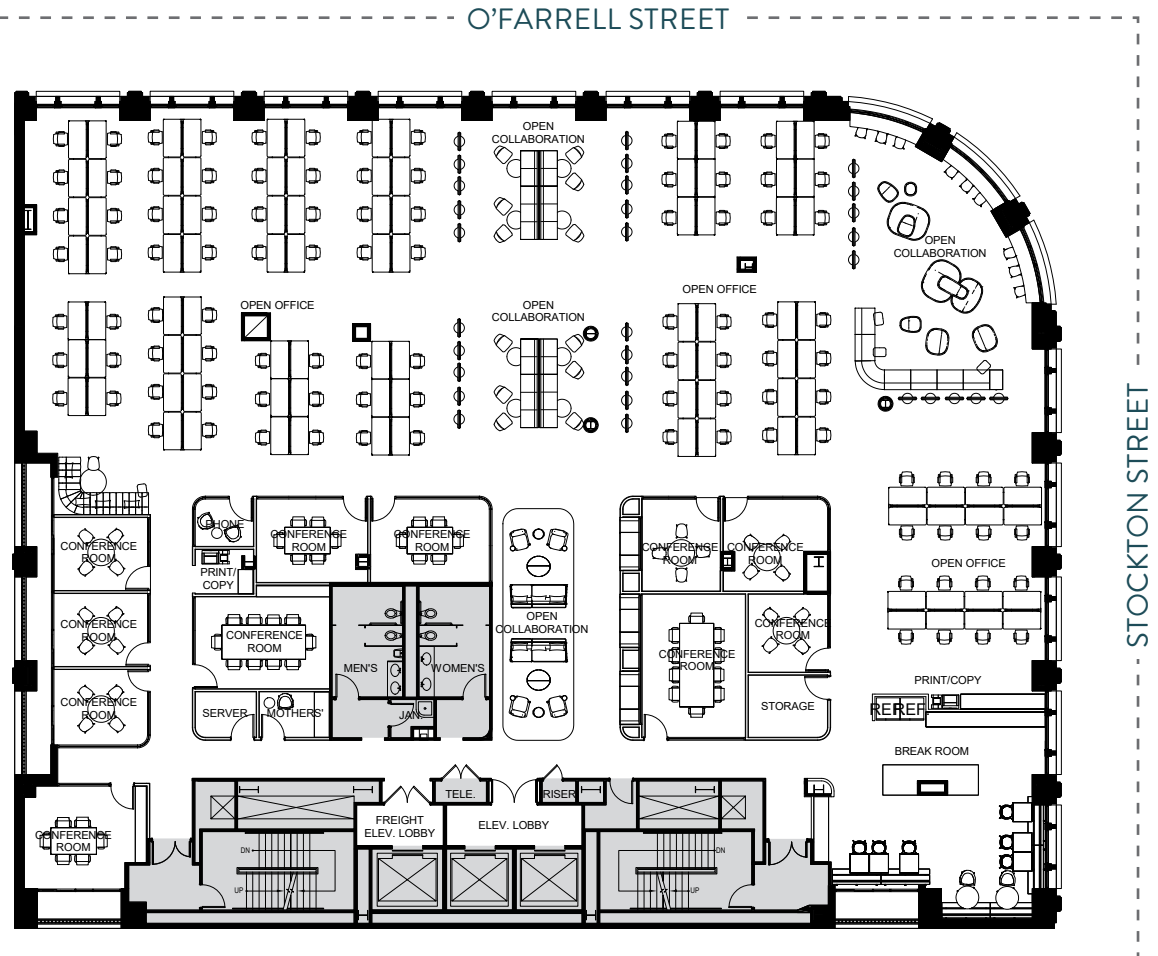 O'FARRELL STREET
OPEN
COLLABORATION
OPEN
COLLABORATION
OPEN OFFICE
OPEN OFFICE
OPEN
COLLABORATION
STOCKTON STREET
PHONE
CONFERENCE
ROOM
CONFERENCE
ROOM
CONFERENCE
ROOM
CONFERENCE
ROOM
CONFERENCE
ROOM
PRINT/
COPY
OPEN OFFICE
CONFERENCE
ROOM
CONFERENCE
ROOM
OPEN
COLLABORATION
CONFERENCE
ROOM
CONFERENCE
ROOM
MEN'S
WOMEN'S
CONFERENCE
ROOM
PRINT/COPY
SERVER
MOTHERS'
JAN.
STORAGE
REF
REF
BREAK ROOM
TELE.
RISER
FREIGHT
ELEV. LOBBY
ELEV. LOBBY
CONFERENCE
ROOM
DN
UP
DN
UP